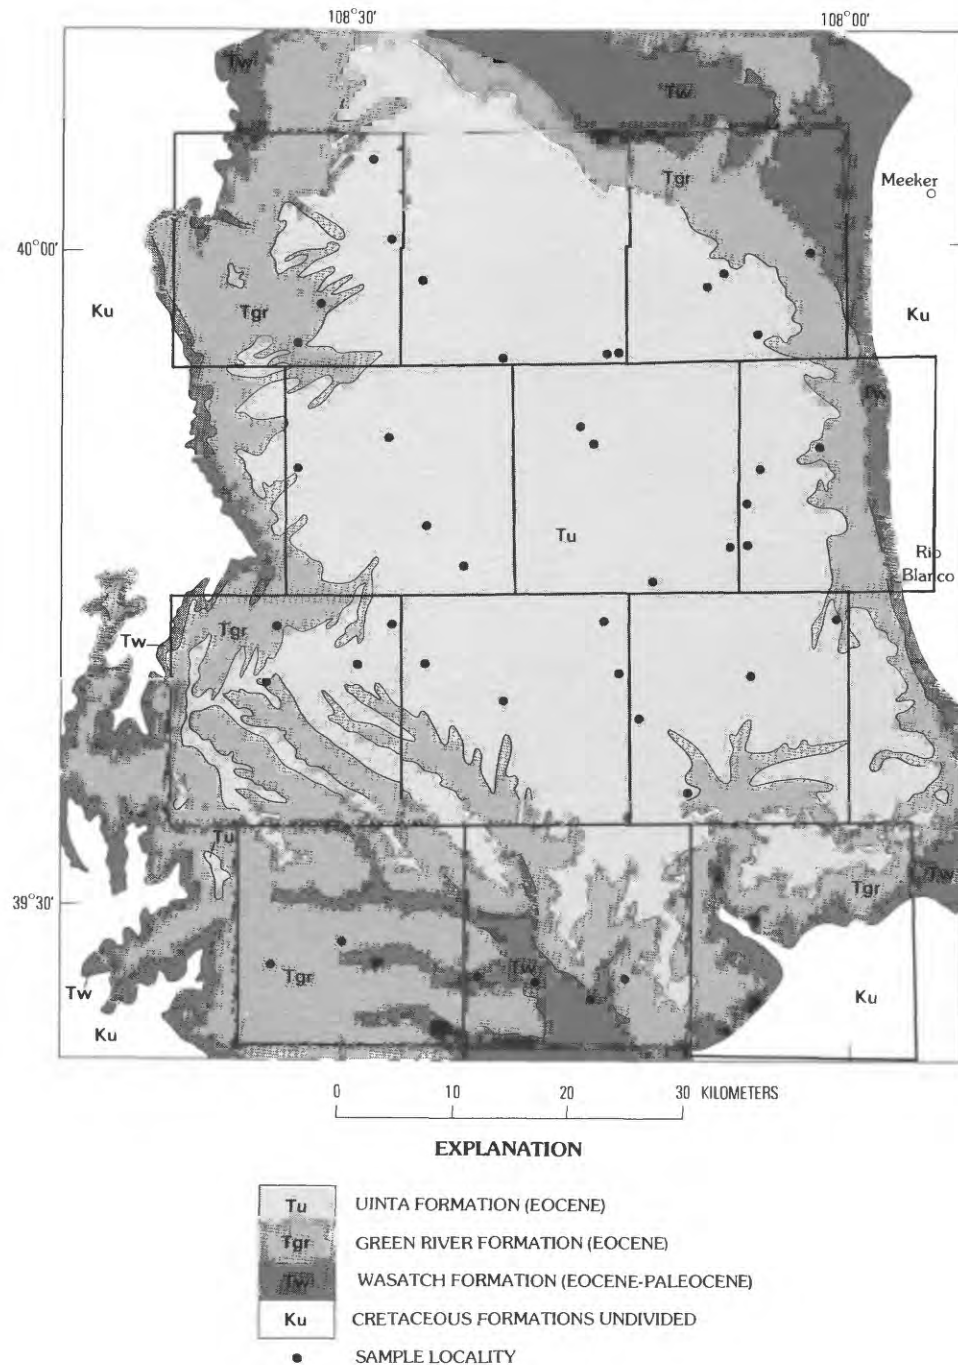 108°30' 108°00'
Tw
Tw
Tgr
Meeker
40°00'
Ku
Tgr
Ku
Tw
Tu
Rio
Blanco
Tgr
Tw
Tu
Tgr
Tw
39°30'
Tgr
Tw
Tw
Ku
Ku
0 10 20 30 KILOMETERS
EXPLANATION
Tu UINTA FORMATION (EOCENE)
Tgr GREEN RIVER FORMATION (EOCENE)
Tw WASATCH FORMATION (EOCENE-PALEOCENE)
Ku CRETACEOUS FORMATIONS UNDIVIDED
SAMPLE LOCALITY